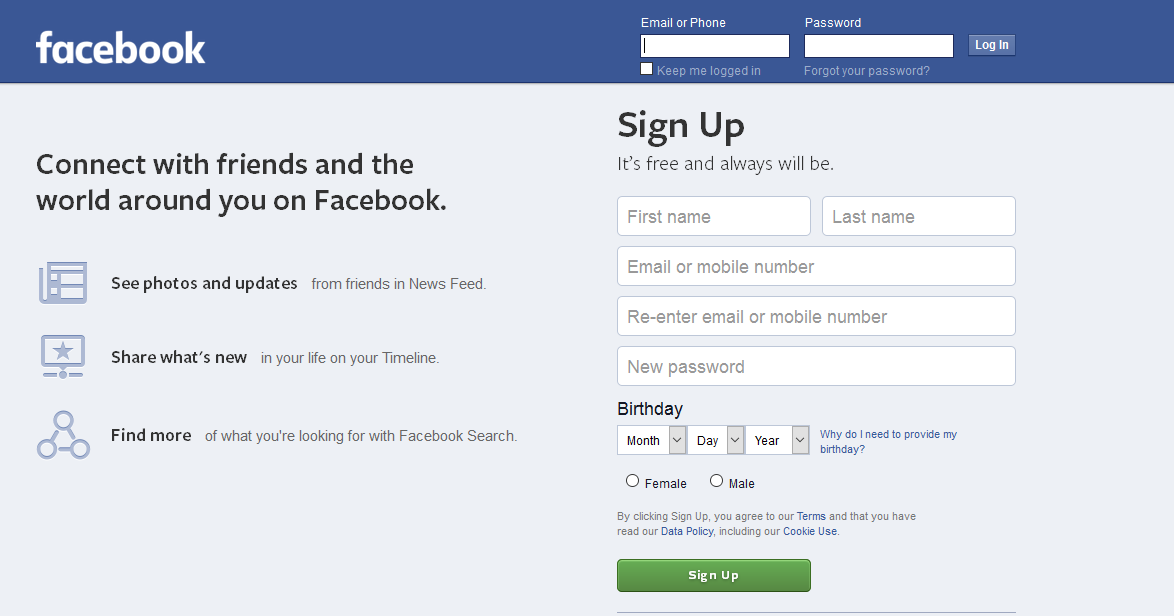 facebook
Email or Phone
Password
Log In
Keep me logged in
Forgot your password?
Connect with friends and the
world around you on Facebook.
See photos and updates from friends in News Feed.
Share what's new in your life on your Timeline.
Find more of what you're looking for with Facebook Search.
Sign Up
It's free and always will be.
First name
Last name
Email or mobile number
Re-enter email or mobile number
New password
Birthday
Month
Day
Year
Why do I need to provide my
birthday?
Female
Male
By clicking Sign Up, you agree to our Terms and that you have
read our Data Policy, including our Cookie Use.
Sign Up